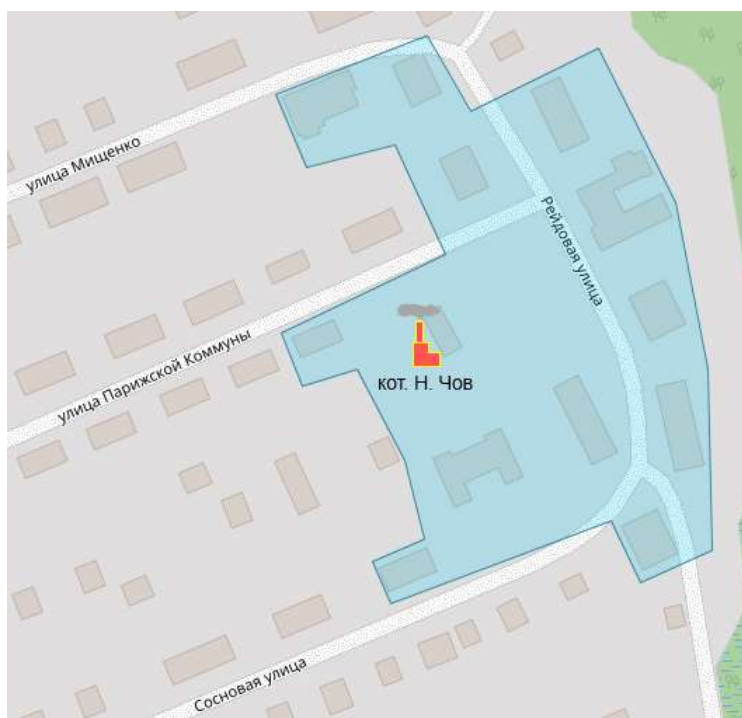 улица Мищенко
Рейдовая улица
улица Парижской Коммуны
кот. Н. Чов
Сосновая улица